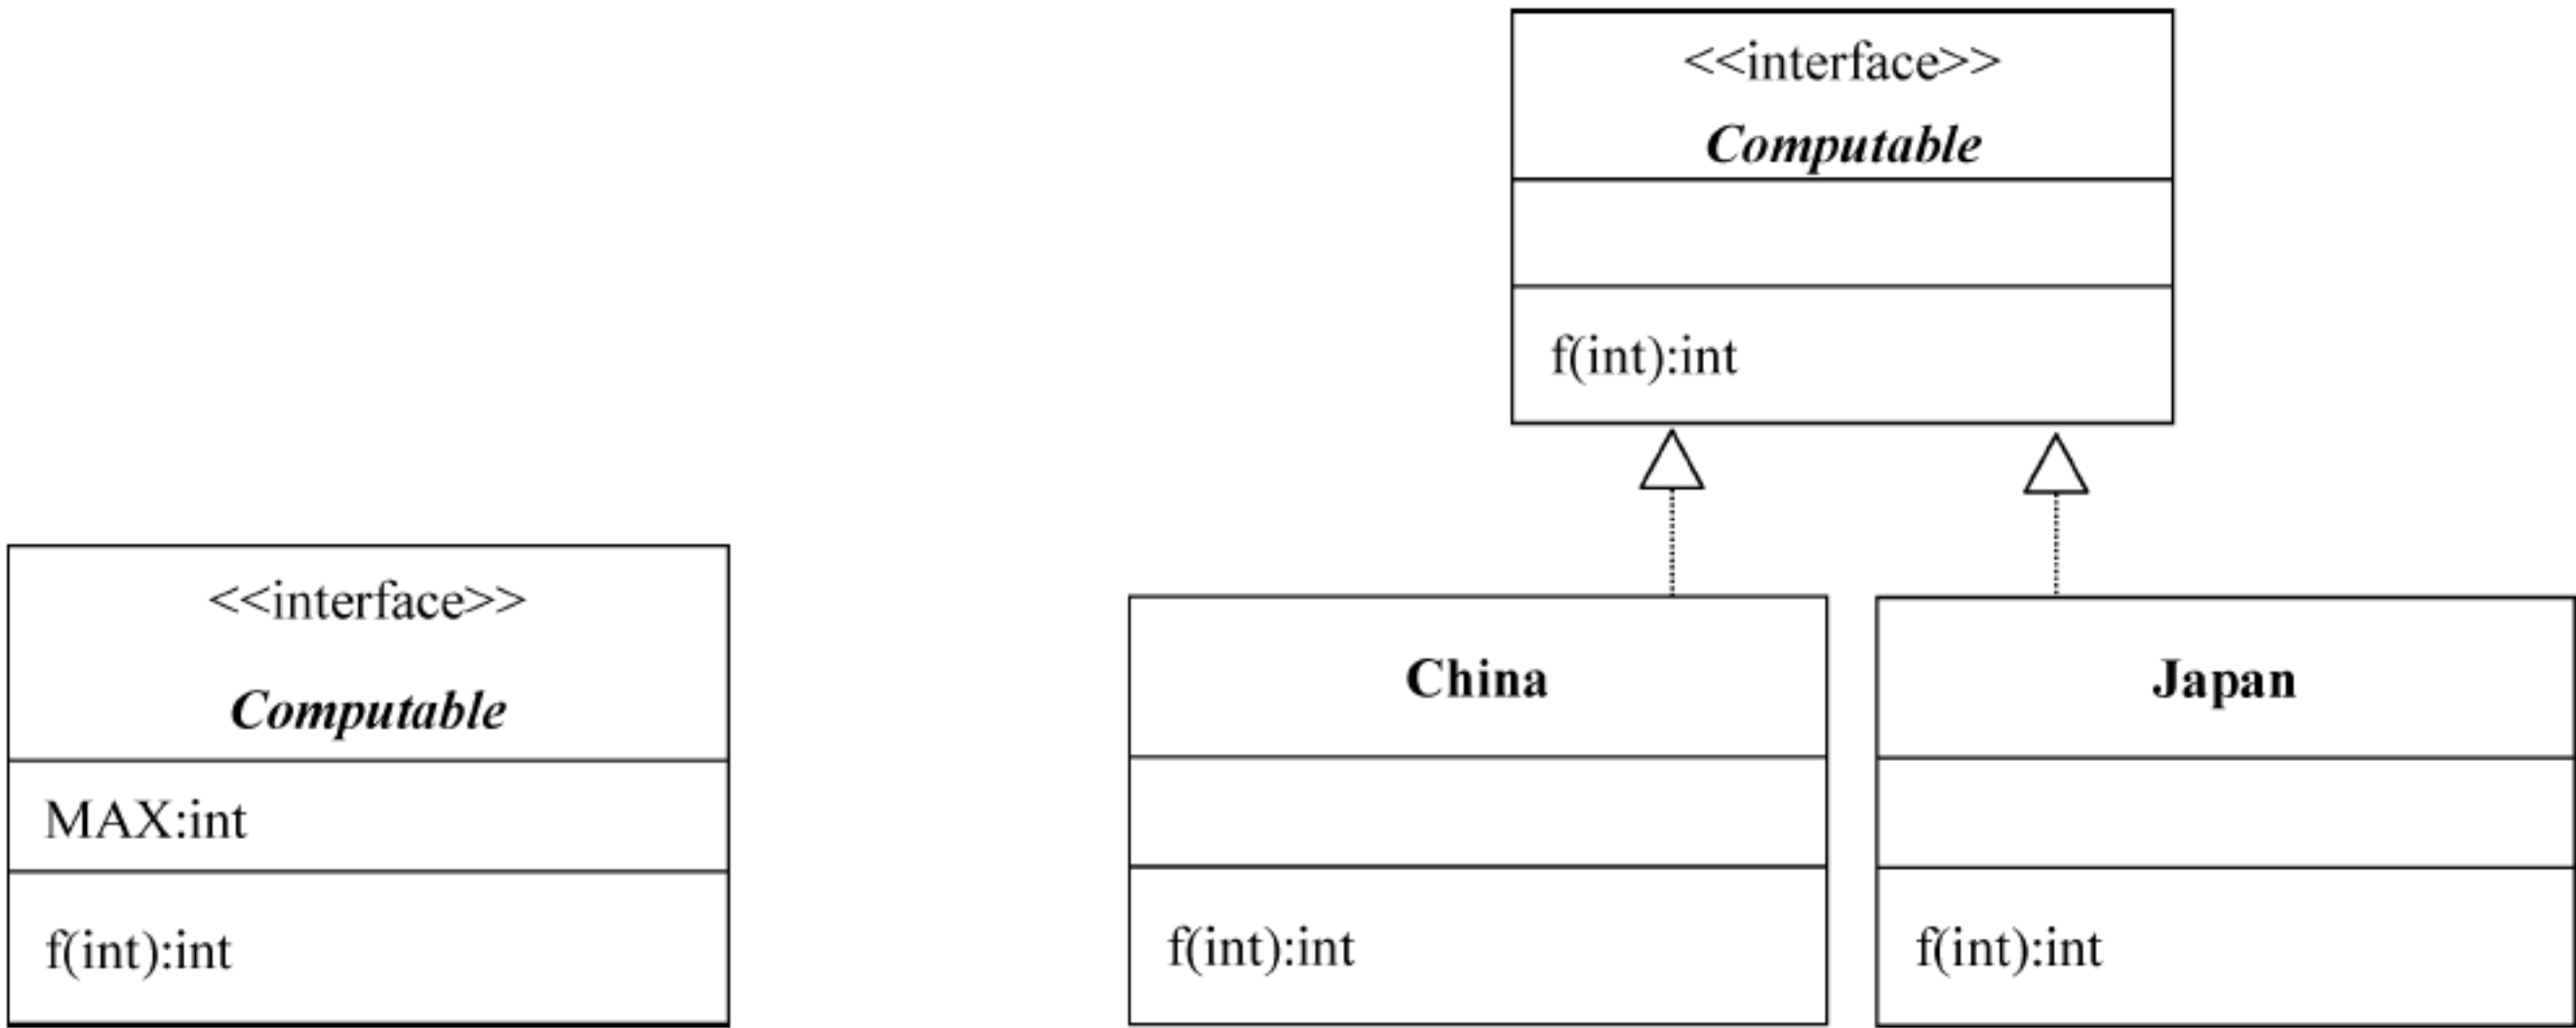 <<interface>>
Computable
MAX:int
f(int):int
<<interface>>
Computable
f(int):int
China
f(int):int
Japan
f(int):int